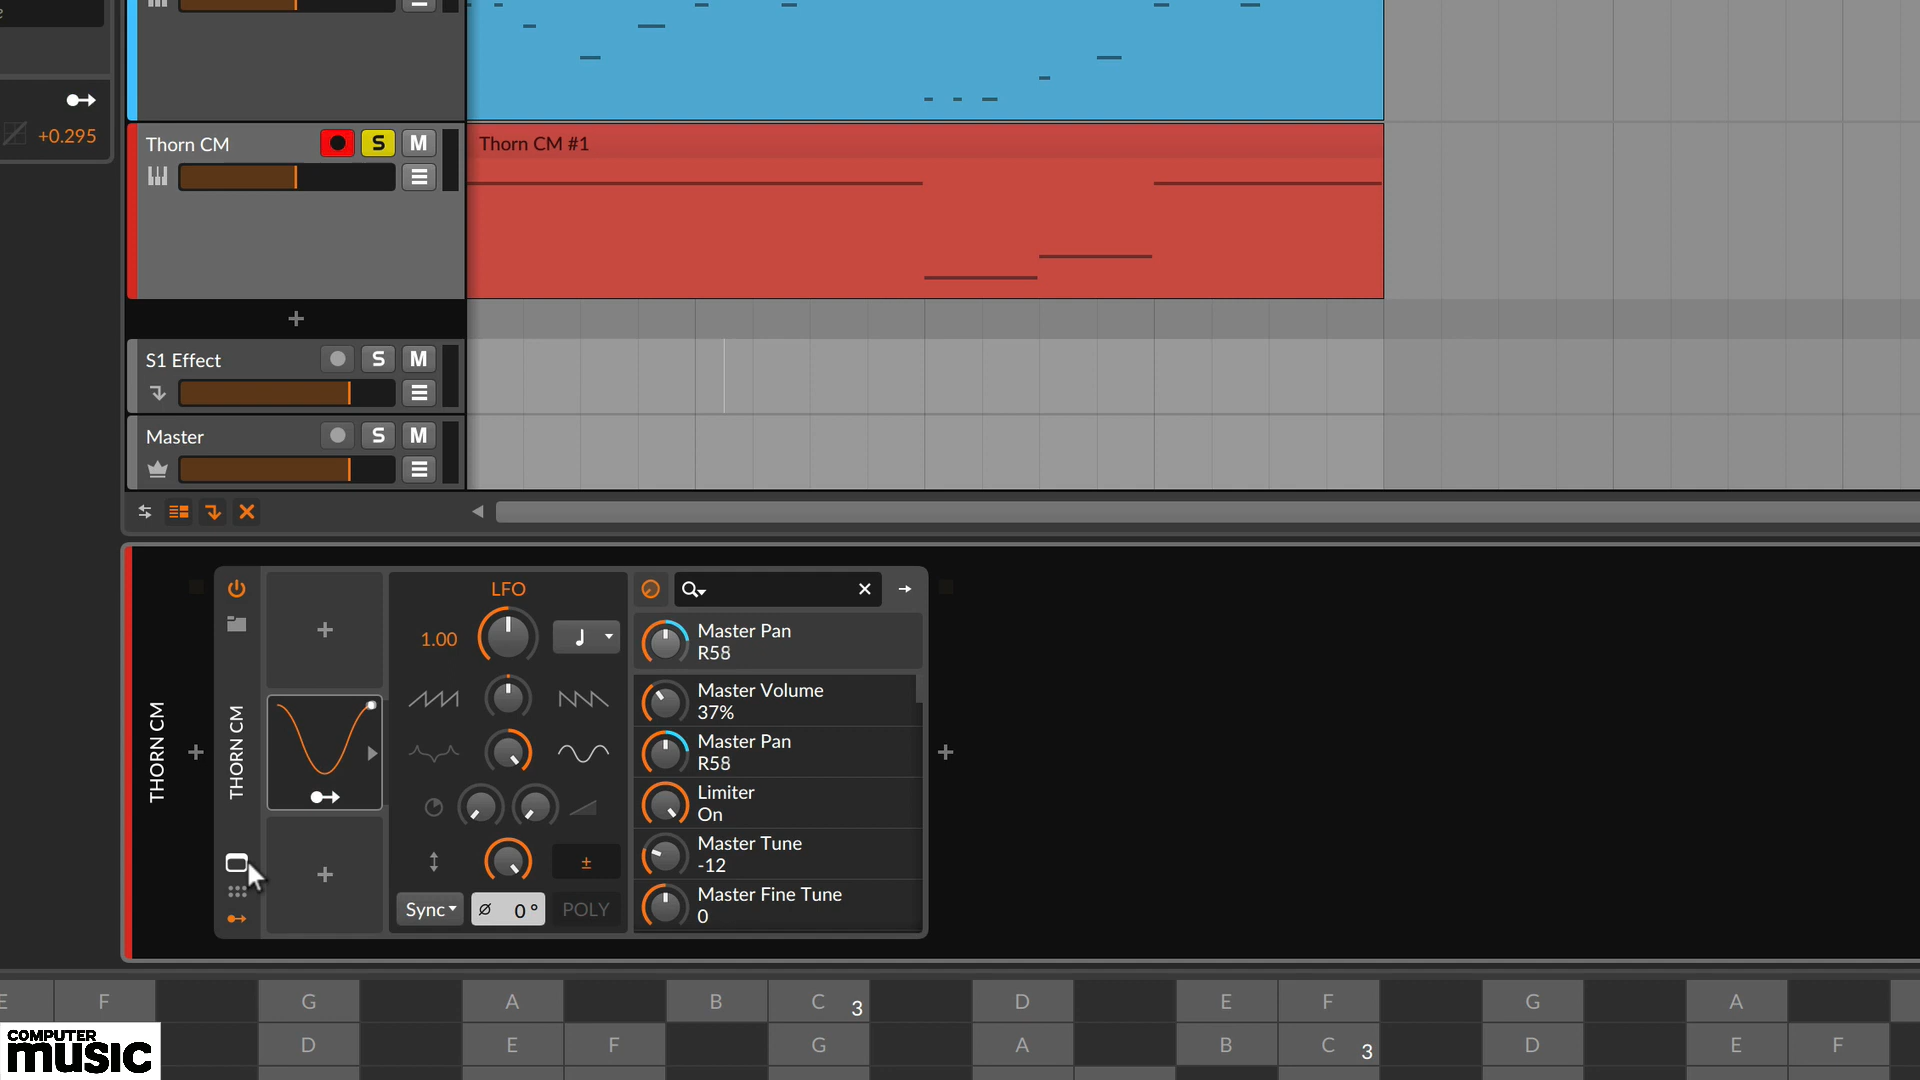 +0.295
Thorn CM
S
M
Thorn CM #1
S1 Effect
S
M
Master
S
M
THORN CM
THORN CM
LFO
1.00
Master Pan
R58
Master Volume
37%
Master Pan
R58
Limiter
On
Master Tune
-12
Master Fine Tune
0
Sync
Ø 0 °
POLY
E F G A B C 3 D E F G A
D E F G A B C 3 D E F
COMPUTER
music